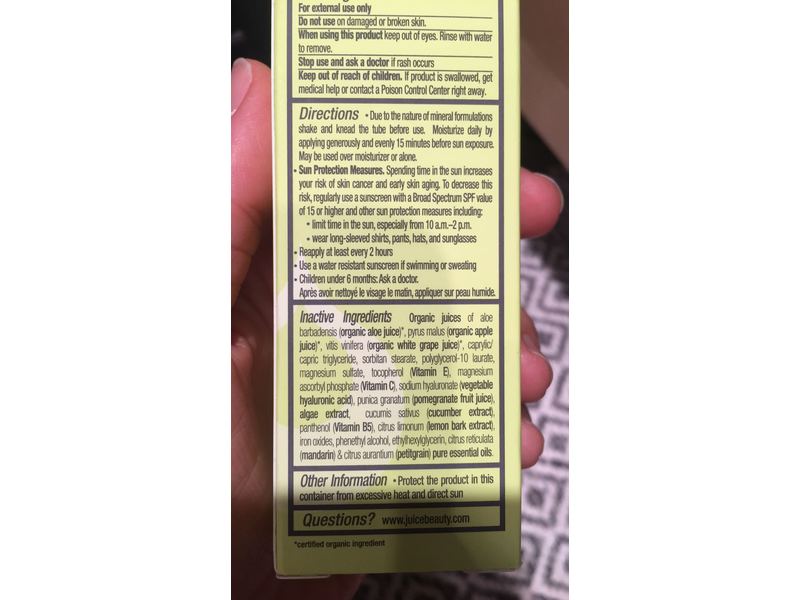 For external use only
Do not use on damaged or broken skin.
When using this product keep out of eyes. Rinse with water
to remove.
Stop use and ask a doctor if rash occurs
Keep out of reach of children. If product is swallowed, get
medical help or contact a Poison Control Center right away.
Directions • Due to the nature of mineral formulations
shake and knead the tube before use. Moisturize daily by
applying generously and evenly 15 minutes before sun exposure.
May be used over moisturizer or alone.
• Sun Protection Measures. Spending time in the sun increases
your risk of skin cancer and early skin aging. To decrease this
risk, regularly use a sunscreen with a Broad Spectrum SPF value
of 15 or higher and other sun protection measures including:
• limit time in the sun, especially from 10 a.m.–2 p.m.
• wear long-sleeved shirts, pants, hats, and sunglasses
• Reapply at least every 2 hours
• Use a water resistant sunscreen if swimming or sweating
• Children under 6 months: Ask a doctor.
Après avoir nettoyé le visage le matin, appliquer sur peau humide.
Inactive Ingredients Organic juices of aloe
barbadensis (organic aloe juice)*, pyrus malus (organic apple
juice)*, vitis vinifera (organic white grape juice)*, caprylic/
capric triglyceride, sorbitan stearate, polyglycerol-10 laurate,
magnesium sulfate, tocopherol (Vitamin E), magnesium
ascorbyl phosphate (Vitamin C), sodium hyaluronate (vegetable
hyaluronic acid), punica granatum (pomegranate fruit juice),
algae extract, cucumis sativus (cucumber extract),
panthenol (Vitamin B5), citrus limonum (lemon bark extract),
iron oxides, phenethyl alcohol, ethylhexylglycerin, citrus reticulata
(mandarin) & citrus aurantium (petitgrain) pure essential oils.
Other Information • Protect the product in this
container from excessive heat and direct sun
Questions? www.juicebeauty.com
*certified organic ingredient